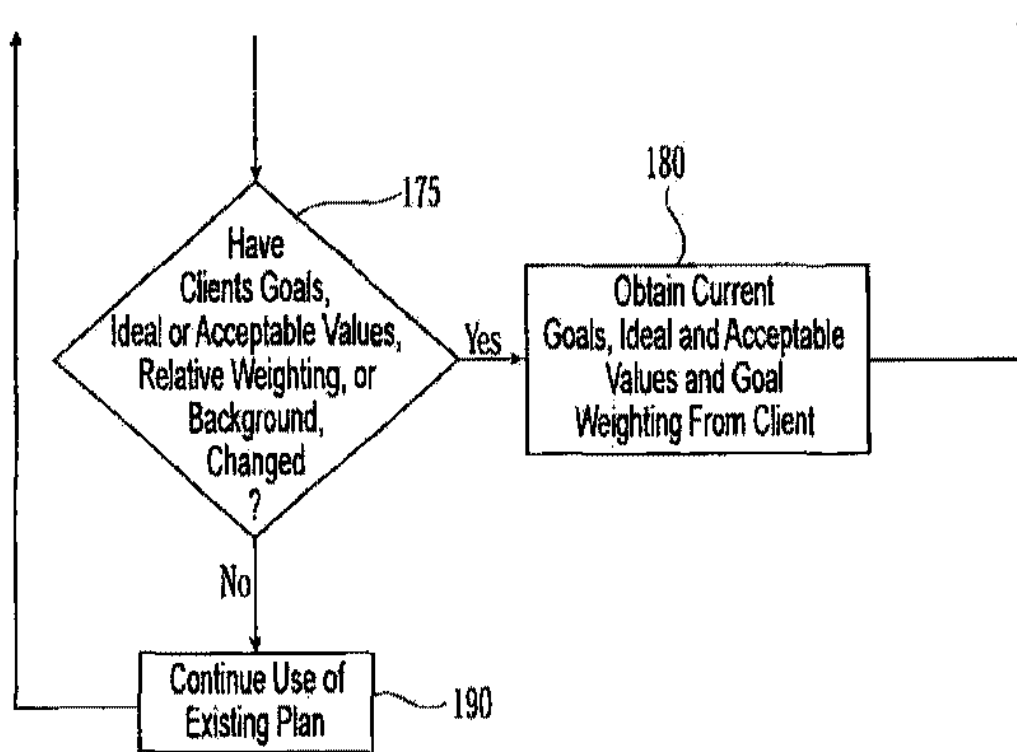 175
180
Have
Clients Goals,
Ideal or Acceptable Values,
Relative Weighting, or
Background,
Changed
?
Yes
Obtain Current
Goals, Ideal and Acceptable
Values and Goal
Weighting From Client
No
Continue Use of
Existing Plan
190